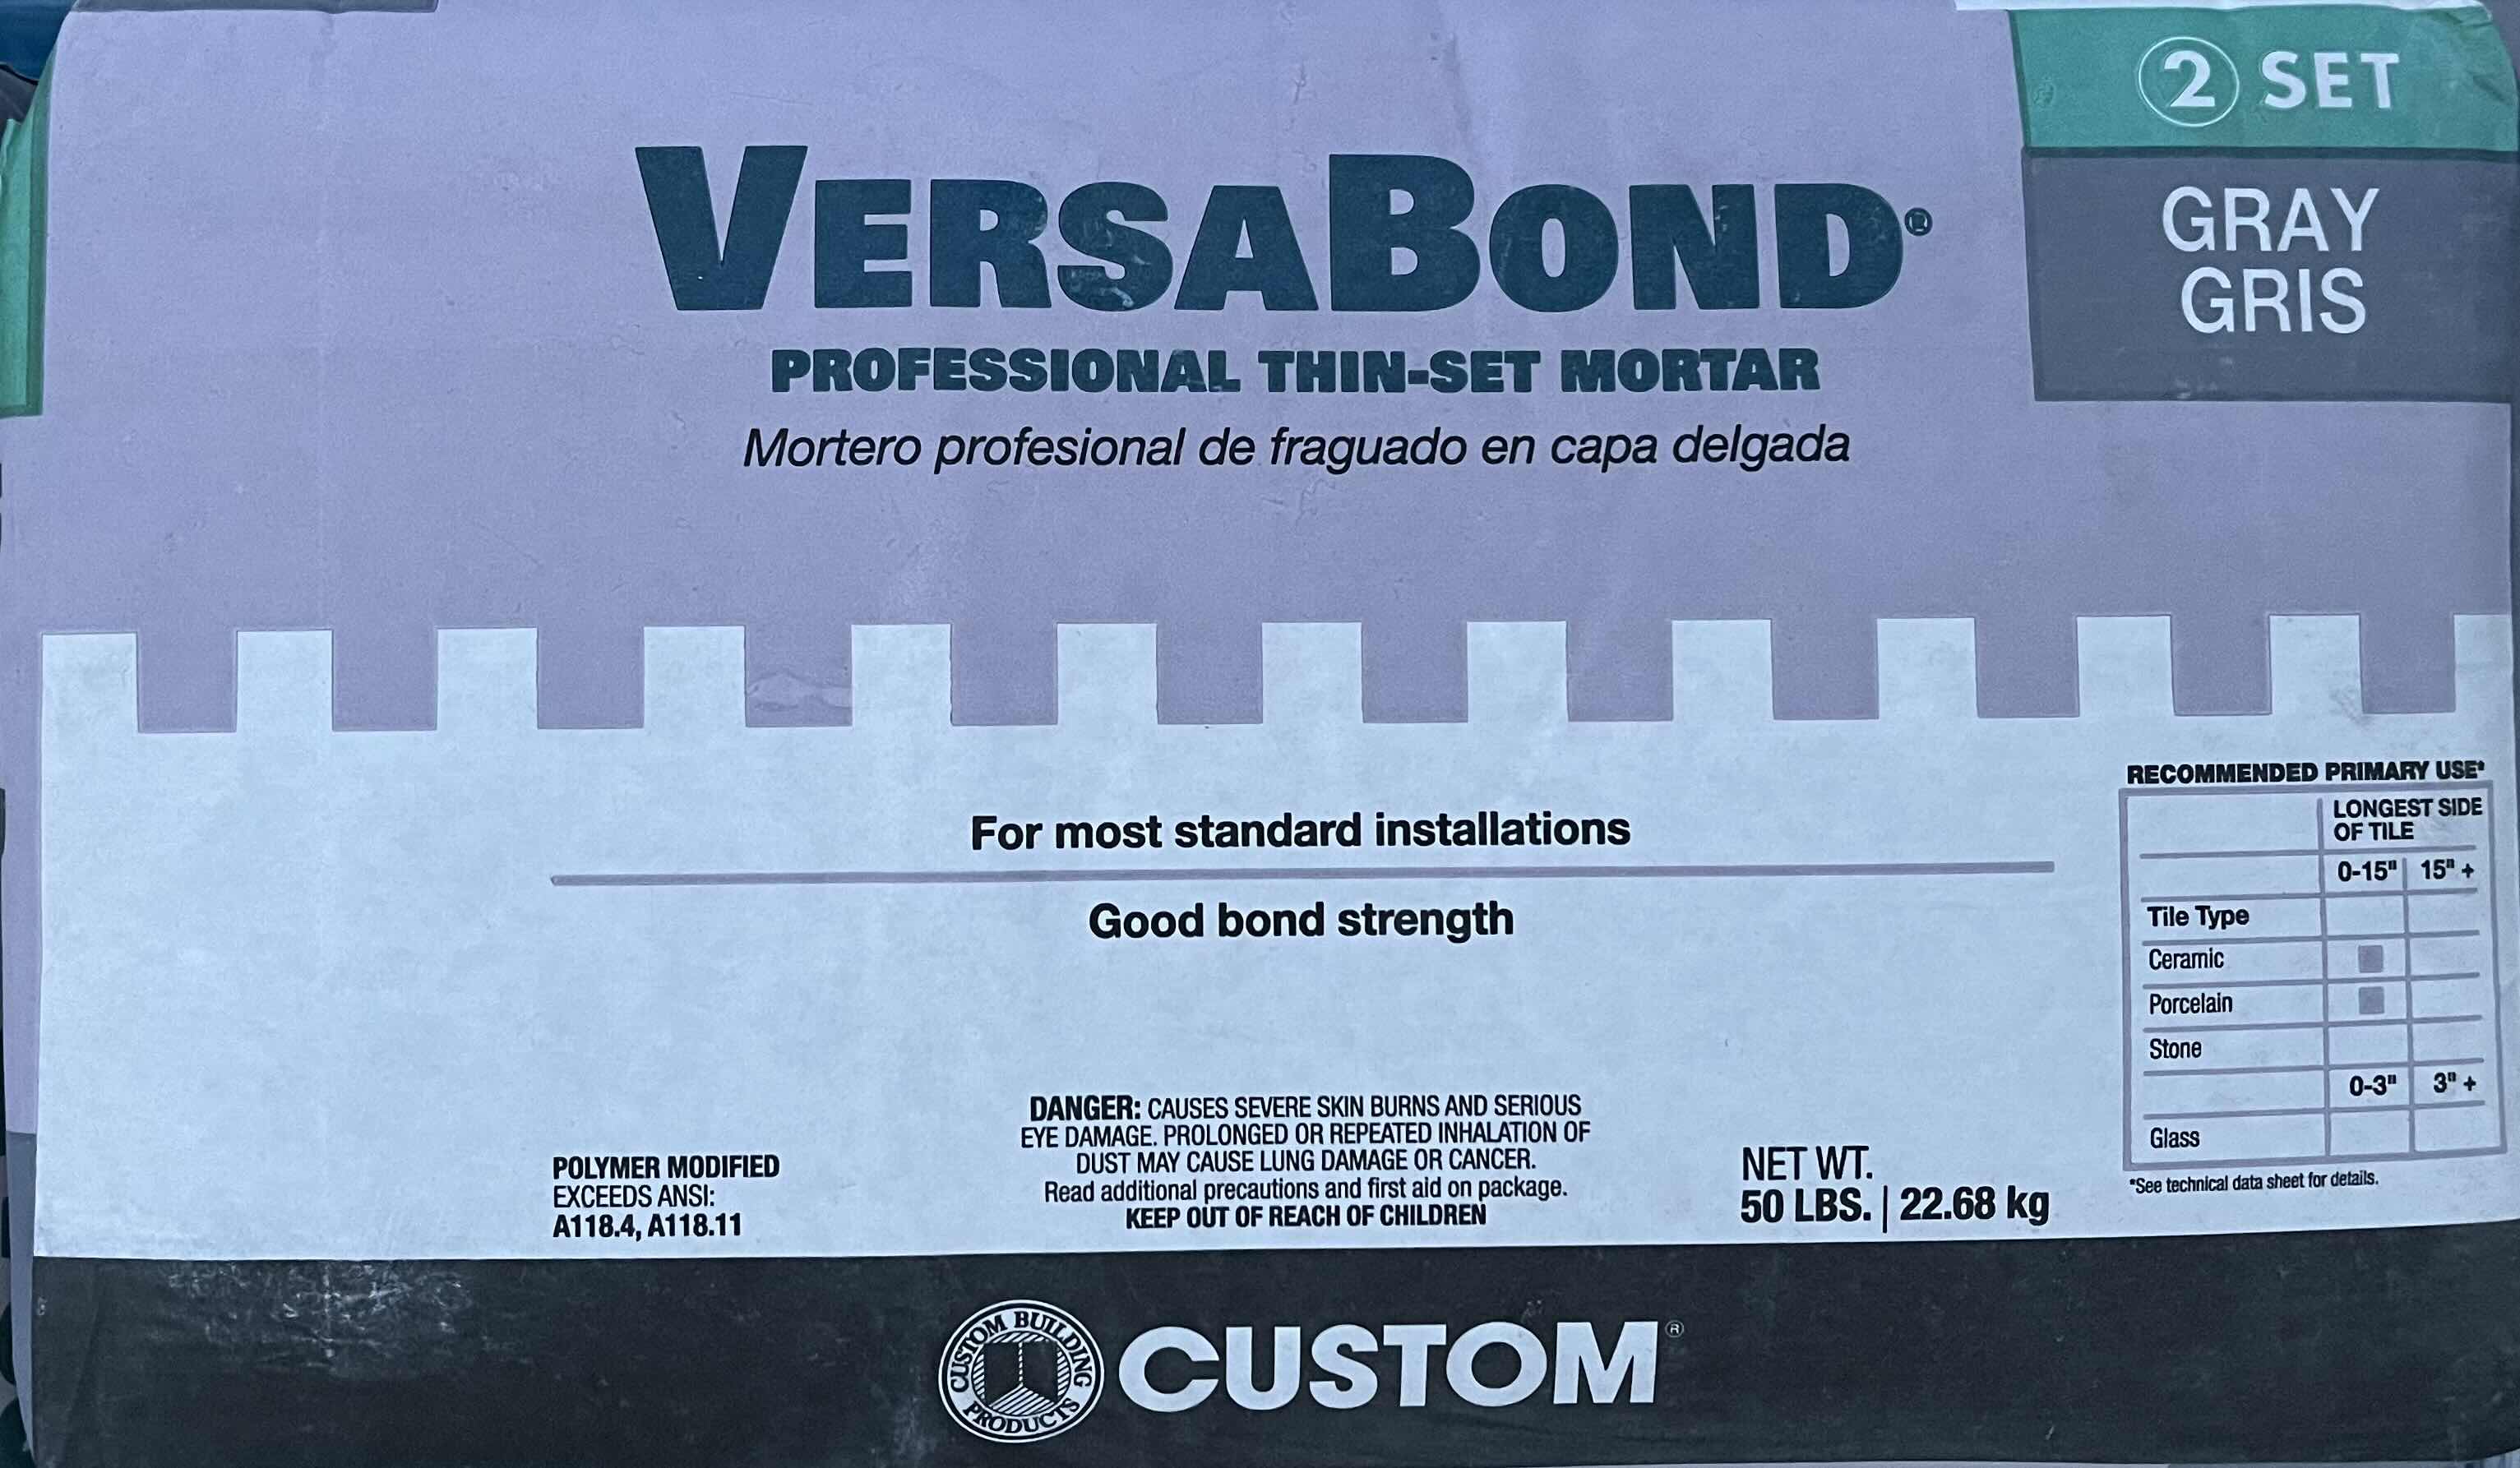 ② SET
GRAY
GRIS
VERSABOND®
PROFESSIONAL THIN-SET MORTAR
Mortero profesional de fraguado en capa delgada
For most standard installations
Good bond strength
RECOMMENDED PRIMARY USE*
LONGEST SIDE
OF TILE
0-15" 15" +
Tile Type
Ceramic
Porcelain
Stone
0-3" 3" +
Glass
*See technical data sheet for details.
POLYMER MODIFIED
EXCEEDS ANSI:
A118.4, A118.11
DANGER: CAUSES SEVERE SKIN BURNS AND SERIOUS
EYE DAMAGE. PROLONGED OR REPEATED INHALATION OF
DUST MAY CAUSE LUNG DAMAGE OR CANCER.
Read additional precautions and first aid on package.
KEEP OUT OF REACH OF CHILDREN
NET WT.
50 LBS. | 22.68 kg
CUSTOM BUILDING PRODUCTS
CUSTOM®